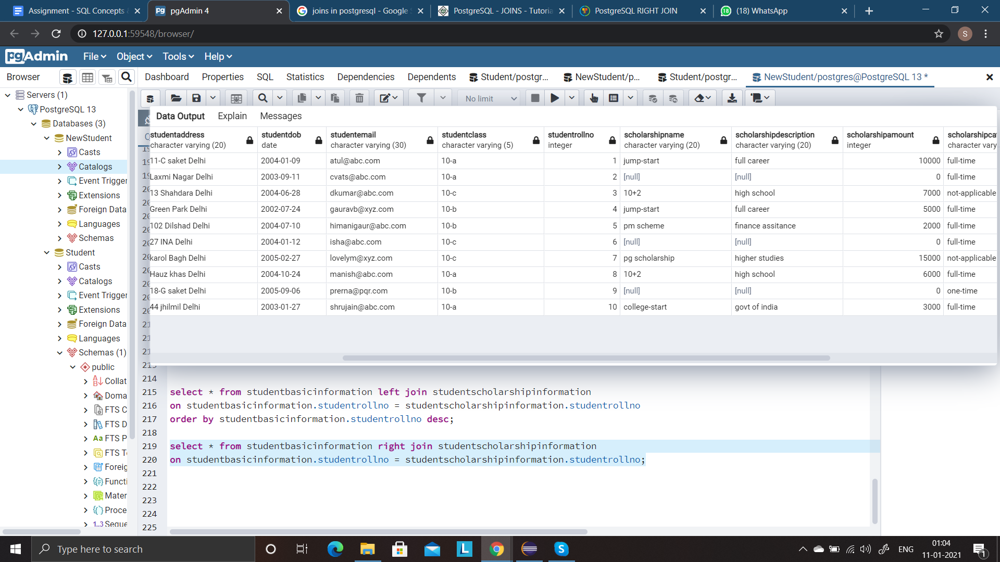 Assignment - SQL Concepts
pgAdmin 4
joins in postgresql - Google
PostgreSQL - JOINS - Tutoria
PostgreSQL RIGHT JOIN
(18) WhatsApp
127.0.0.1:59548/browser/
S
pgAdmin
File
Object
Tools
Help
Browser
Dashboard
Properties
SQL
Statistics
Dependencies
Dependents
Student/postgr...
NewStudent/p...
Student/postgr...
NewStudent/postgres@PostgreSQL 13 *
No limit
Servers (1)
PostgreSQL 13
Databases (3)
NewStudent
Casts
Catalogs
Event Trigger
Extensions
Foreign Data
Languages
Schemas
Student
Casts
Catalogs
Event Trigger
Extensions
Foreign Data
Languages
Schemas (1)
public
Collat
Doma
FTS C
FTS D
FTS P
FTS T
Foreig
Functi
Mater
Proce
Seque
Data Output Explain Messages
studentaddress studentdob studentemail studentclass studentrollno scholarshipname scholarshipdescription scholarshipamount scholarshipca
character varying (20) date character varying (30) character varying (5) integer character varying (20) character varying (20) integer character vary
11-C saket Delhi 2004-01-09 atul@abc.com 10-a 1 jump-start full career 10000 full-time
Laxmi Nagar Delhi 2003-09-11 cvats@abc.com 10-a 2 [null] [null] 0 full-time
13 Shahdara Delhi 2004-06-28 dkumar@abc.com 10-c 3 10+2 high school 7000 not-applicable
Green Park Delhi 2002-07-24 gauravb@xyz.com 10-b 4 jump-start full career 5000 full-time
102 Dilshad Delhi 2004-07-10 himanigaur@abc.com 10-b 5 pm scheme finance assitance 2000 full-time
27 INA Delhi 2004-01-12 isha@abc.com 10-c 6 [null] [null] 0 full-time
karol Bagh Delhi 2005-02-27 lovelym@xyz.com 10-c 7 pg scholarship higher studies 15000 not-applicable
Hauz khas Delhi 2004-10-24 manish@abc.com 10-a 8 10+2 high school 6000 full-time
18-G saket Delhi 2005-09-06 prerna@pqr.com 10-b 9 [null] [null] 0 one-time
44 jhilmil Delhi 2003-01-27 shrujain@abc.com 10-a 10 college-start govt of india 3000 full-time
213
214
215 select * from studentbasicinformation left join studentscholarshipinformation
216 on studentbasicinformation.studentrollno = studentscholarshipinformation.studentrollno
217 order by studentbasicinformation.studentrollno desc;
218
219 select * from studentbasicinformation right join studentscholarshipinformation
220 on studentbasicinformation.studentrollno = studentscholarshipinformation.studentrollno;
221
222
223
224
225
Type here to search
ENG
01:04
11-01-2021
1